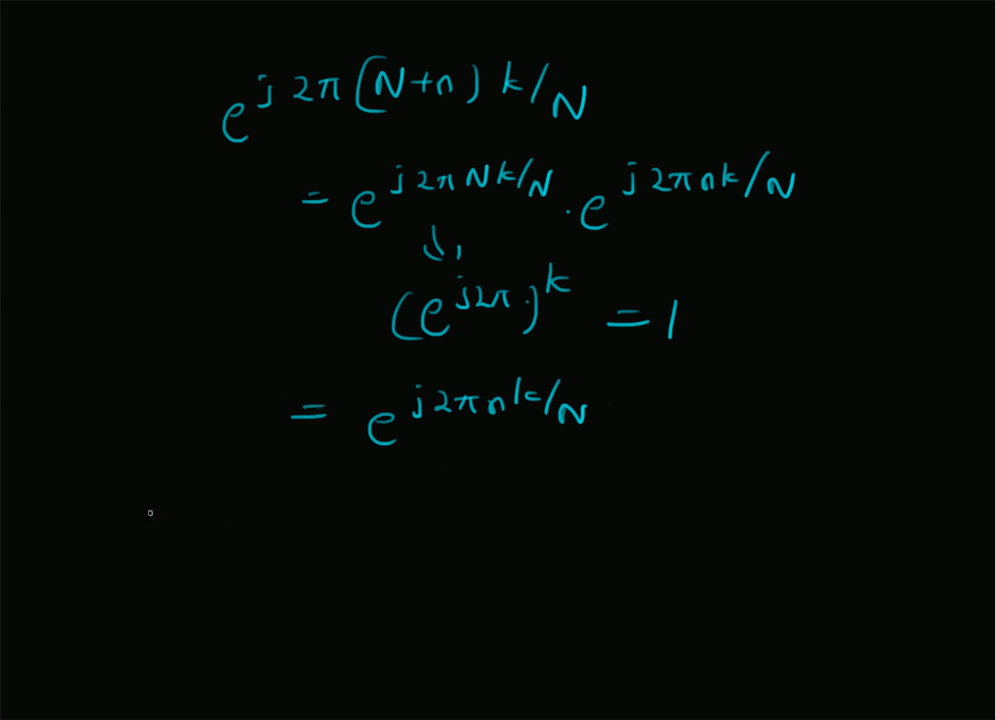 e^{j2π(N+n)k/N}
= e^{j2πNk/N} · e^{j2πnk/N}
↓
(e^{j2π})^k = 1
= e^{j2πnk/N}